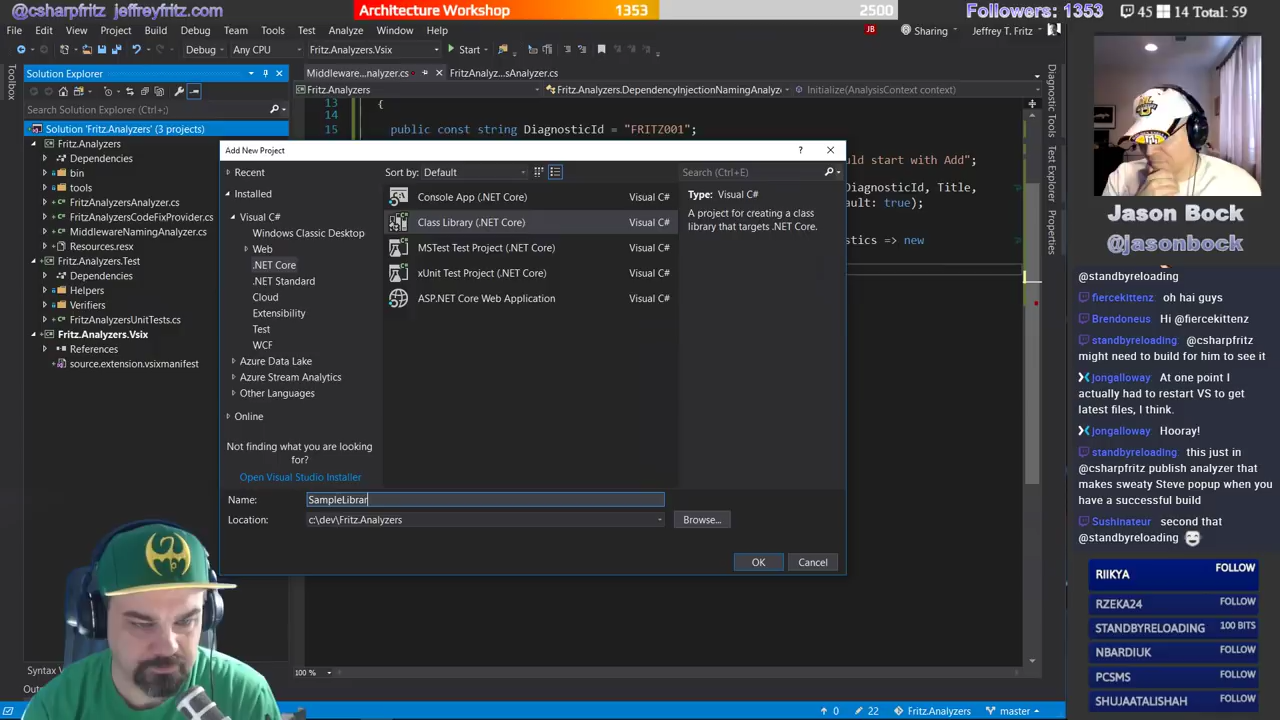 @csharpfritz jeffreyfritz.com
Architecture Workshop 1353 2500
Followers: 1353 45 14 Total: 59
File Edit View Project Build Debug Team Tools Test Analyze Window Help
JB Sharing Jeffrey T. Fritz
Debug Any CPU Fritz.Analyzers.Vsix Start
Toolbox
Solution Explorer
Search Solution Explorer (Ctrl+;)
Solution 'Fritz.Analyzers' (3 projects)
Fritz.Analyzers
Dependencies
bin
tools
FritzAnalyzersAnalyzer.cs
FritzAnalyzersCodeFixProvider.cs
MiddlewareNamingAnalyzer.cs
Resources.resx
Fritz.Analyzers.Test
Dependencies
Helpers
Verifiers
FritzAnalyzersUnitTests.cs
Fritz.Analyzers.Vsix
References
source.extension.vsixmanifest
Middleware...nalyzer.cs FritzAnalyz...sAnalyzer.cs
Fritz.Analyzers Fritz.Analyzers.DependencyInjectionNamingAnalyz Initialize(AnalysisContext context)
13 {
14
15 public const string DiagnosticId = "FRITZ001";
ould start with Add";
DiagnosticId, Title,
ault: true);
stics => new
Add New Project
? 
Recent
Installed
Visual C#
Windows Classic Desktop
Web
.NET Core
.NET Standard
Cloud
Extensibility
Test
WCF
Azure Data Lake
Azure Stream Analytics
Other Languages
Online
Not finding what you are looking
for?
Open Visual Studio Installer
Sort by: Default
Search (Ctrl+E)
Console App (.NET Core) Visual C#
Class Library (.NET Core) Visual C#
MSTest Test Project (.NET Core) Visual C#
xUnit Test Project (.NET Core) Visual C#
ASP.NET Core Web Application Visual C#
Type: Visual C#
A project for creating a class
library that targets .NET Core.
Name: SampleLibrar
Location: c:\dev\Fritz.Analyzers
Browse...
OK Cancel
100 %
Syntax V
Out
0 22 Fritz.Analyzers master
Diagnostic Tools
Test Explorer
Properties
Jason Bock
@jasonbock
@standbyreloading
fiercekittenz oh hai guys
Brendoneus Hi @fiercekittenz
standbyreloading @csharpfritz
might need to build for him to see it
jongalloway At one point I
actually had to restart VS to get
latest files, I think.
jongalloway Hooray!
standbyreloading this just in
@csharpfritz publish analyzer that
makes sweaty Steve popup when you
have a successful build
Sushinateur second that
@standbyreloading
RIIKYA FOLLOW
RZEKA24 FOLLOW
STANDBYRELOADING 100 BITS
NBARDIUK FOLLOW
PCSMS FOLLOW
SHUJAATALISHAH FOLLOW